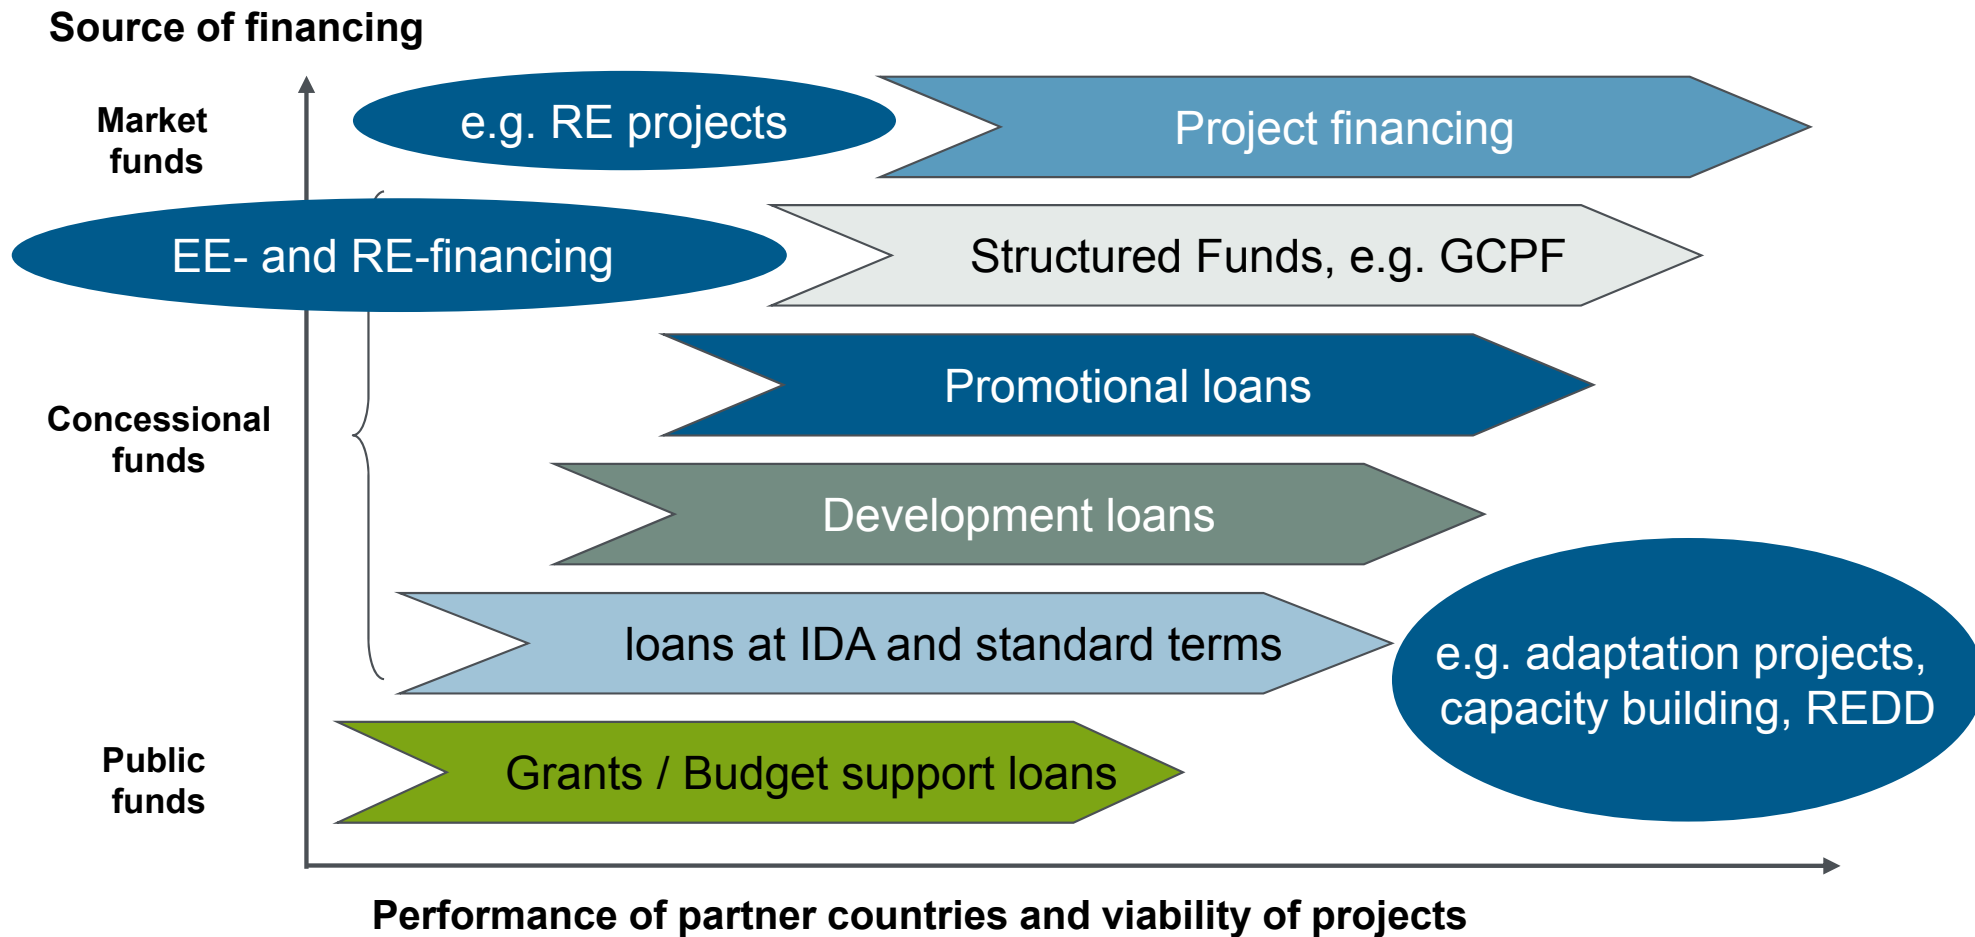 Source of financing
Market
funds
e.g. RE projects
Project financing
EE- and RE-financing
Structured Funds, e.g. GCPF
Promotional loans
Concessional
funds
Development loans
loans at IDA and standard terms
e.g. adaptation projects,
capacity building, REDD
Public
funds
Grants / Budget support loans
Performance of partner countries and viability of projects